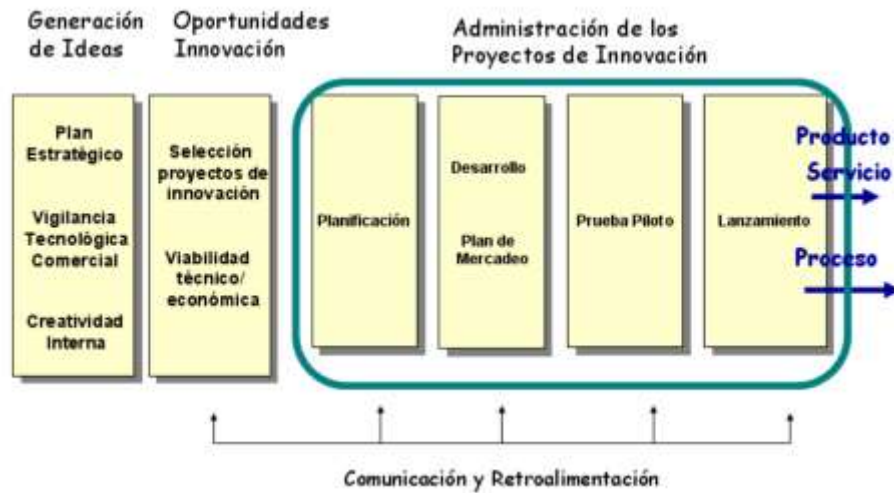 Generación
de Ideas
Oportunidades
Innovación
Administración de los
Proyectos de Innovación
Plan
Estratégico
Vigilancia
Tecnológica
Comercial
Creatividad
Interna
Selección
proyectos de
innovación
Viabilidad
técnico/
económica
Planificación
Desarrollo
Plan de
Mercadeo
Prueba Piloto
Lanzamiento
Producto
Servicio
Proceso
Comunicación y Retroalimentación